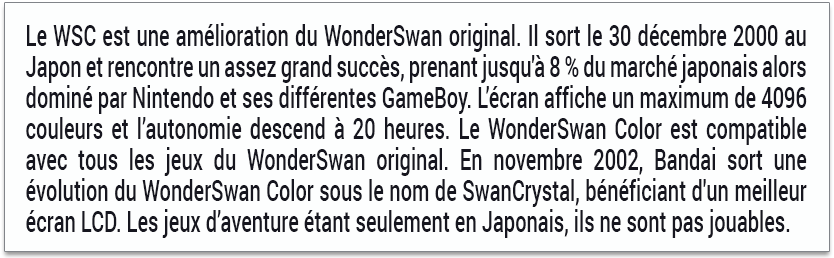 Le WSC est une amélioration du WonderSwan original. Il sort le 30 décembre 2000 au
Japon et rencontre un assez grand succès, prenant jusqu'à 8 % du marché japonais alors
dominé par Nintendo et ses différentes GameBoy. L’écran affiche un maximum de 4096
couleurs et l’autonomie descend à 20 heures. Le WonderSwan Color est compatible
avec tous les jeux du WonderSwan original. En novembre 2002, Bandai sort une
évolution du WonderSwan Color sous le nom de SwanCrystal, bénéficiant d'un meilleur
écran LCD. Les jeux d’aventure étant seulement en Japonais, ils ne sont pas jouables.